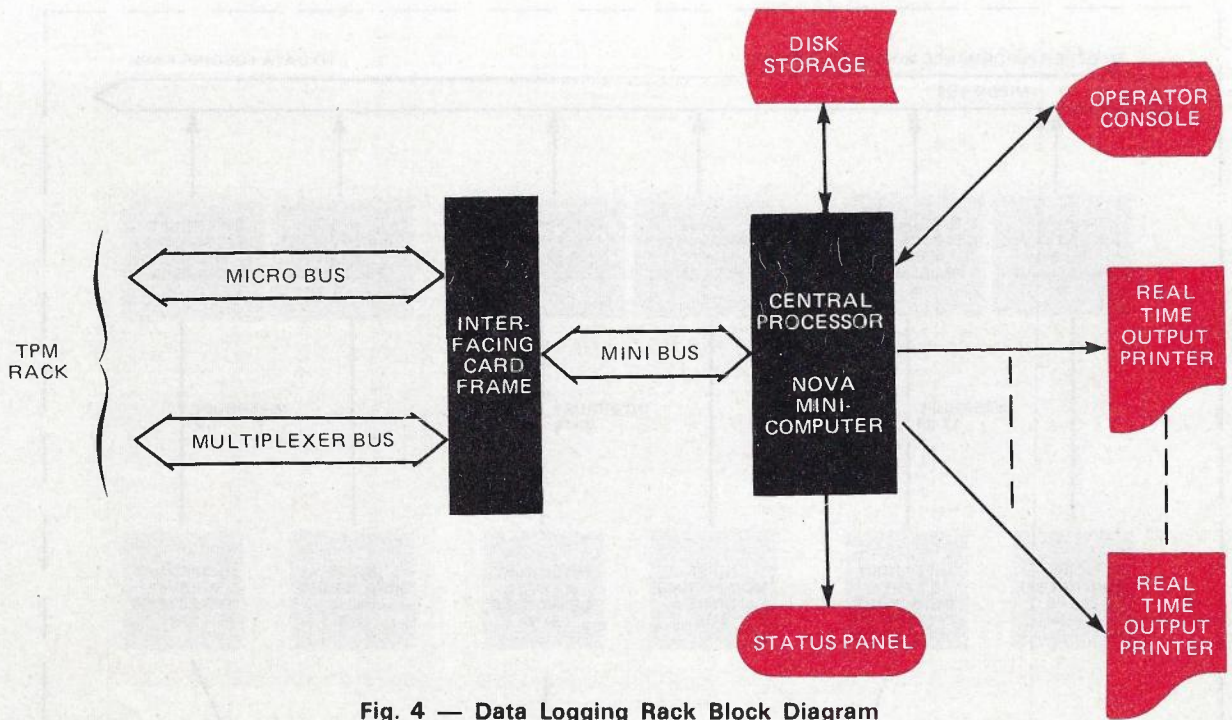 DISK
STORAGE
OPERATOR
CONSOLE
TPM
RACK
MICRO BUS
MULTIPLEXER BUS
INTER-
FACING
CARD
FRAME
MINI BUS
CENTRAL
PROCESSOR
NOVA
MINI-
COMPUTER
REAL
TIME
OUTPUT
PRINTER
REAL
TIME
OUTPUT
PRINTER
STATUS PANEL
Fig. 4 — Data Logging Rack Block Diagram